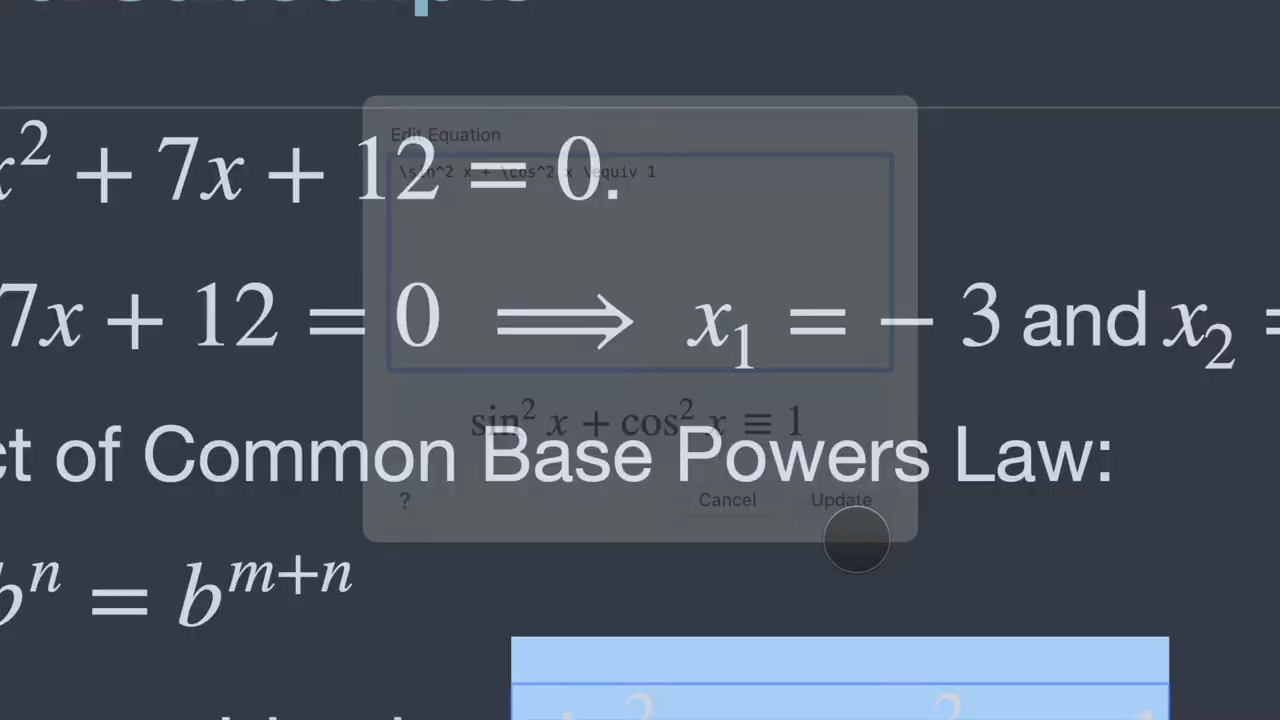 x² + 7x + 12 = 0.
Edit Equation
\sin^2 x + \cos^2 x \equiv 1
7x + 12 = 0 ⟹ x₁ = − 3 and x₂ =
sin² x + cos² x ≡ 1
ct of Common Base Powers Law:
? Cancel Update
bⁿ = bᵐ⁺ⁿ